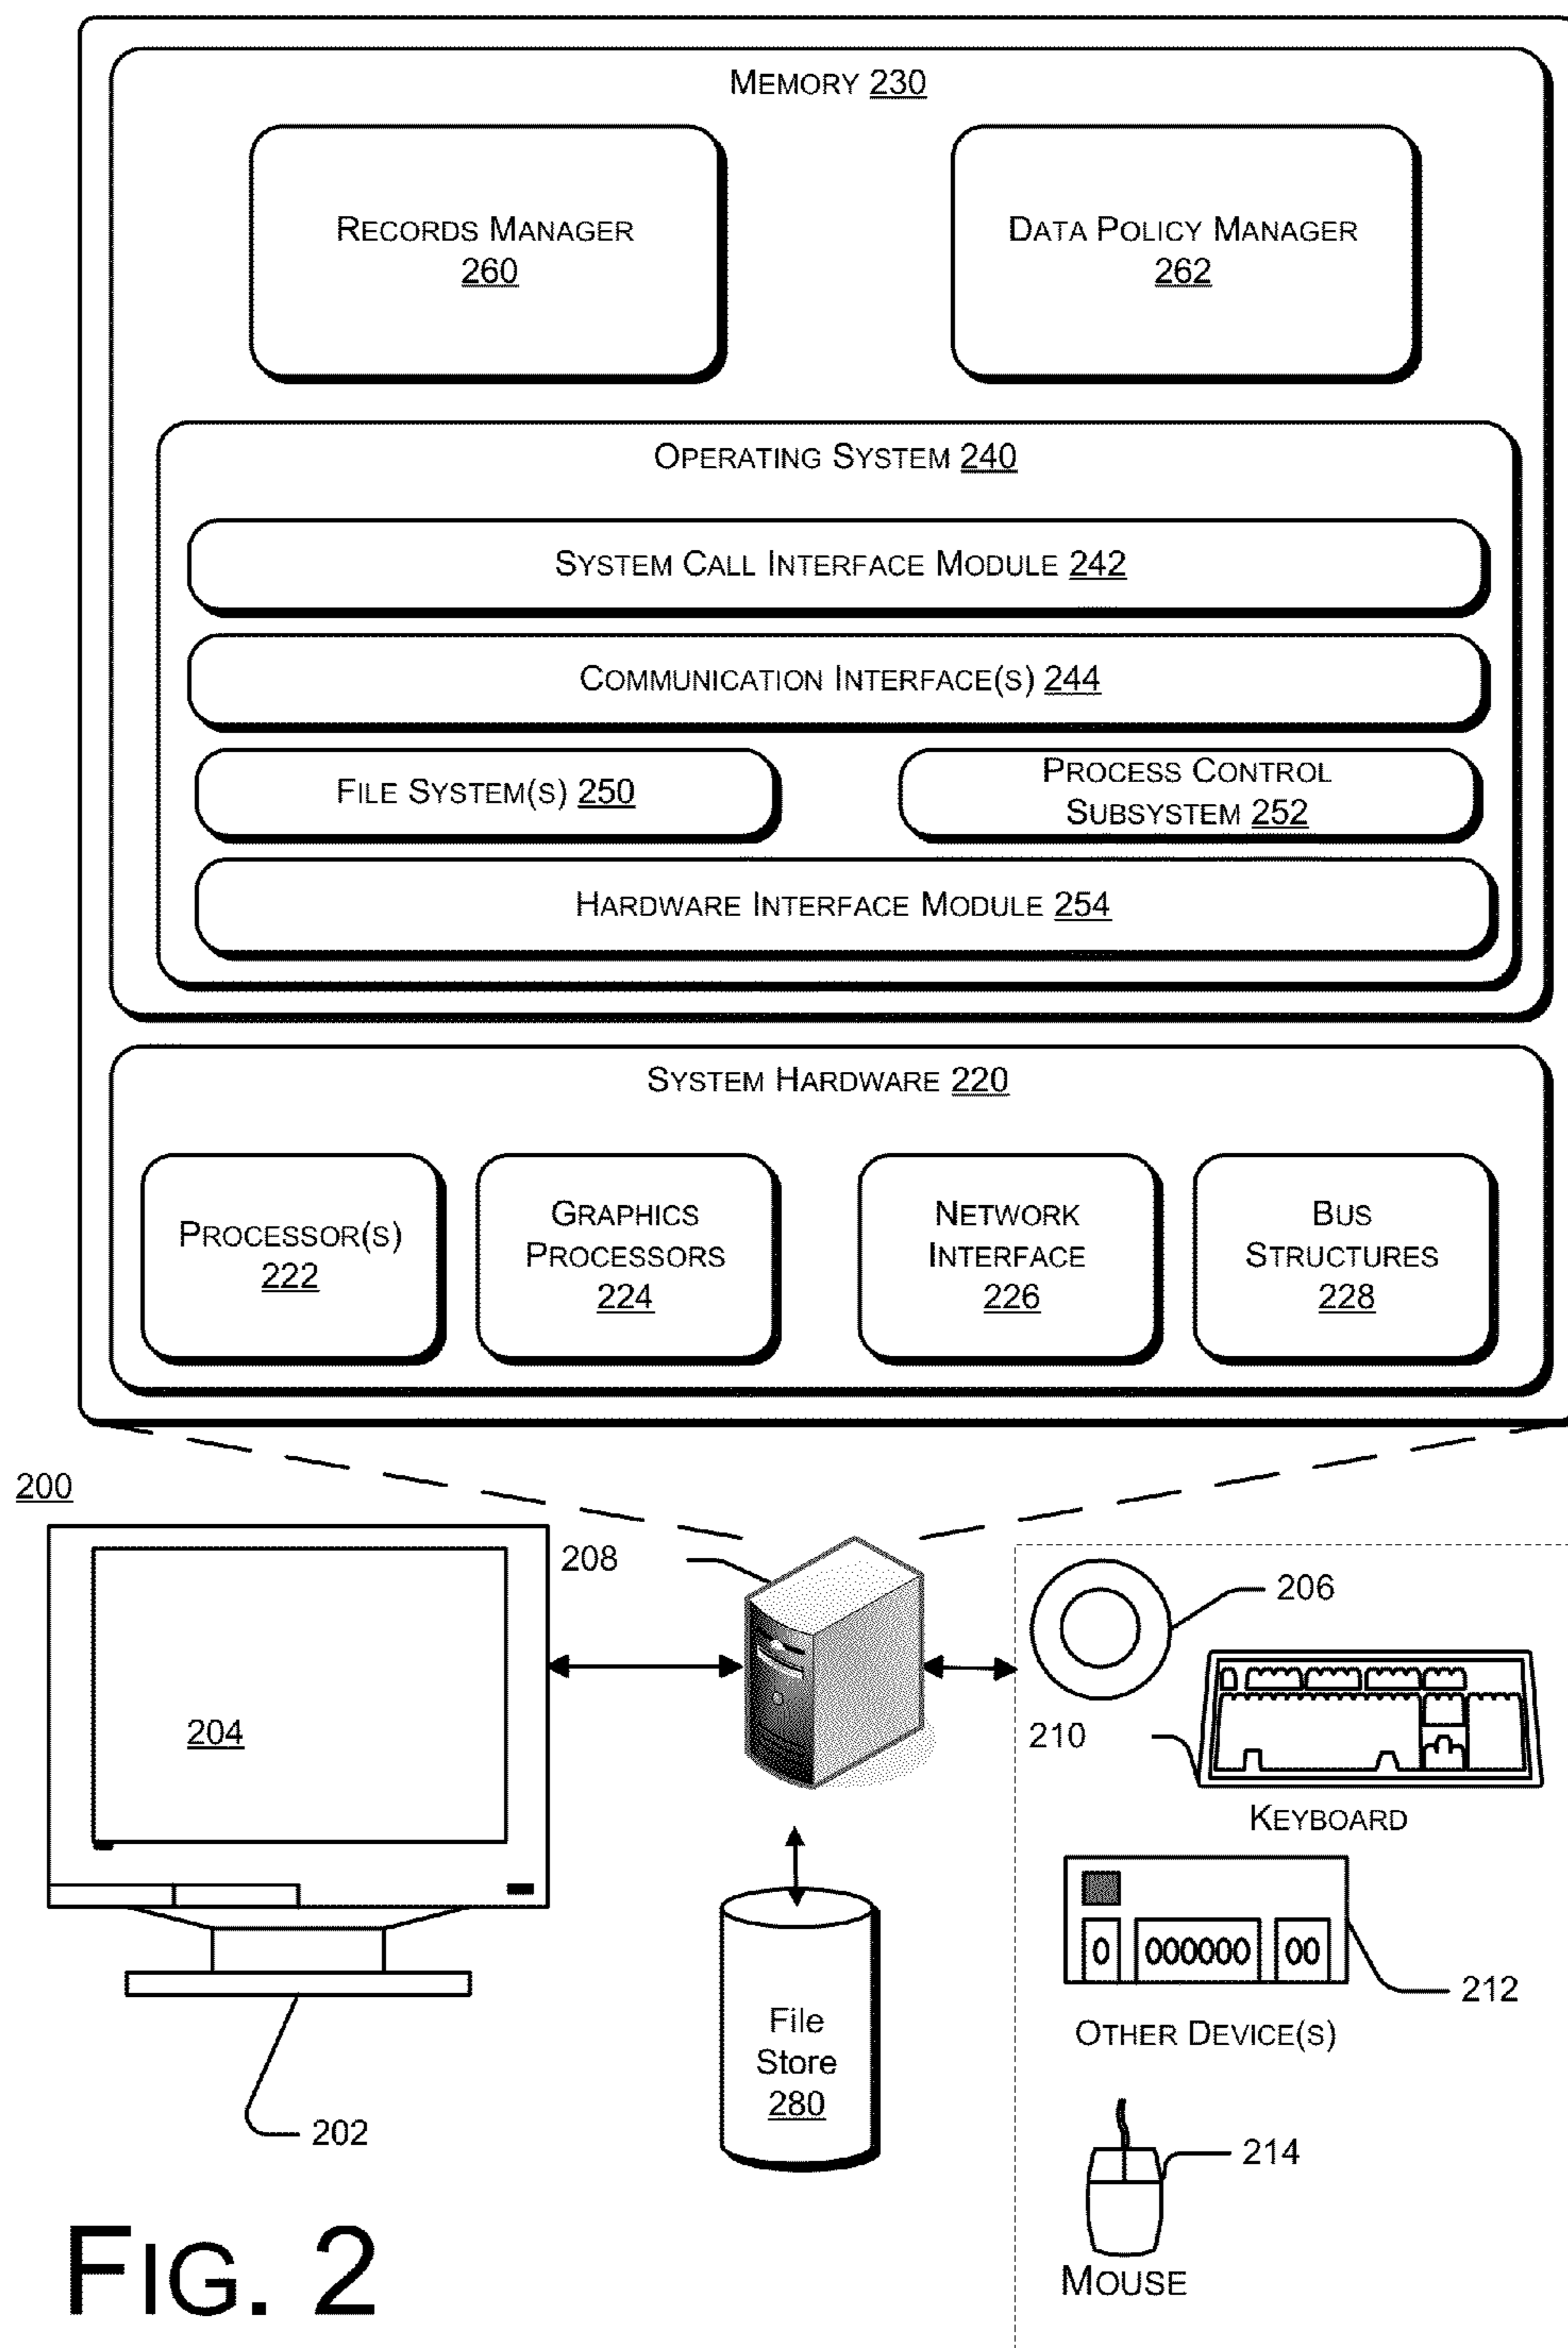 MEMORY 230
RECORDS MANAGER
260
DATA POLICY MANAGER
262
OPERATING SYSTEM 240
SYSTEM CALL INTERFACE MODULE 242
COMMUNICATION INTERFACE(S) 244
FILE SYSTEM(S) 250
PROCESS CONTROL
SUBSYSTEM 252
HARDWARE INTERFACE MODULE 254
SYSTEM HARDWARE 220
PROCESSOR(S)
222
GRAPHICS
PROCESSORS
224
NETWORK
INTERFACE
226
BUS
STRUCTURES
228
200
208
206
204
210
KEYBOARD
0
000000
00
212
OTHER DEVICE(S)
File
Store
280
202
214
MOUSE
FIG. 2